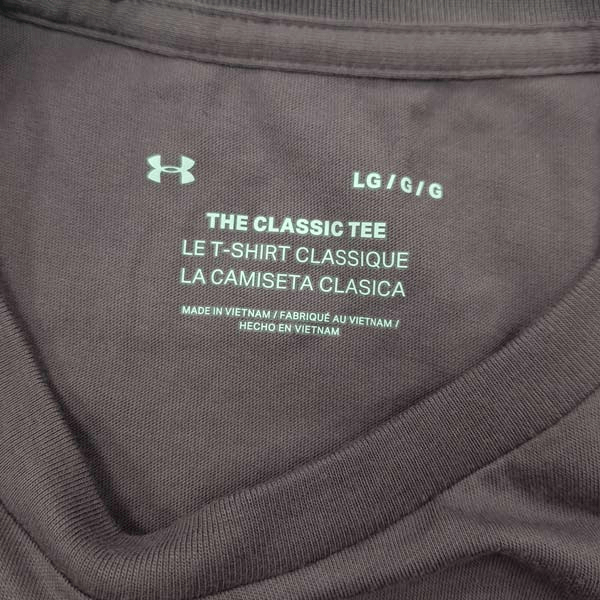 LG / G / G
THE CLASSIC TEE
LE T-SHIRT CLASSIQUE
LA CAMISETA CLASICA
MADE IN VIETNAM / FABRIQUÉ AU VIETNAM /
HECHO EN VIETNAM